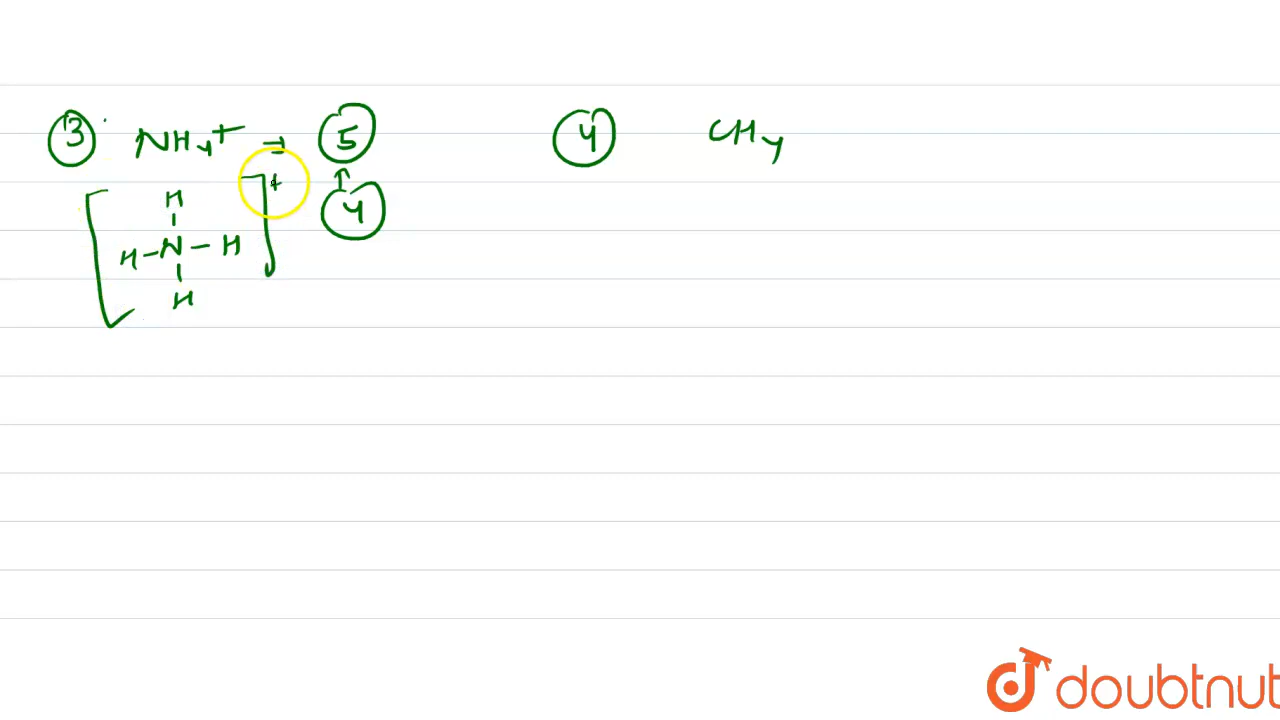 3 NH4+ = 5
4 CH4
[ H +
4
H-N-H ]
H
doubtnut